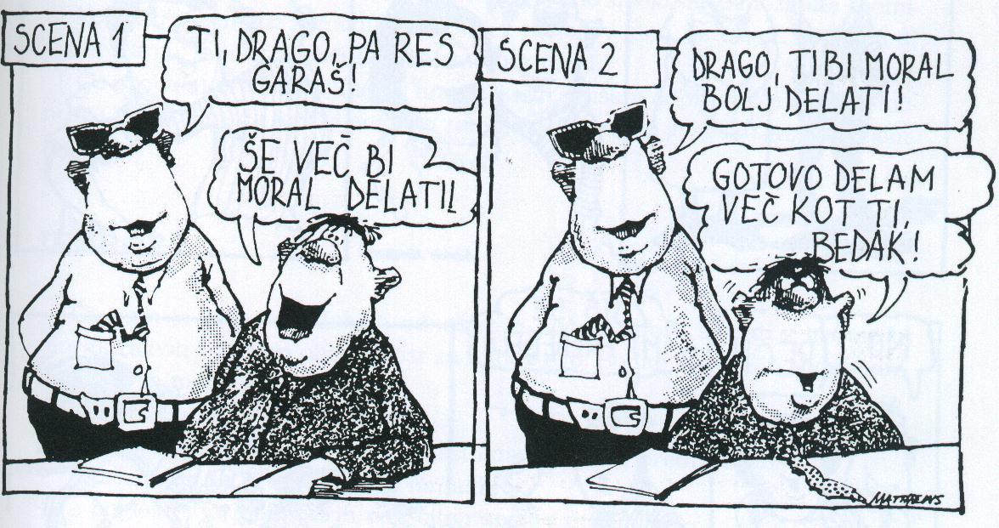 SCENA 1
TI, DRAGO, PA RES
GARAŠ!
ŠE VEČ BI
MORAL DELATI!
SCENA 2
DRAGO, TI BI MORAL
BOLJ DELATI!
GOTOVO DELAM
VEČ KOT TI,
BEDAK!
MATTHEWS